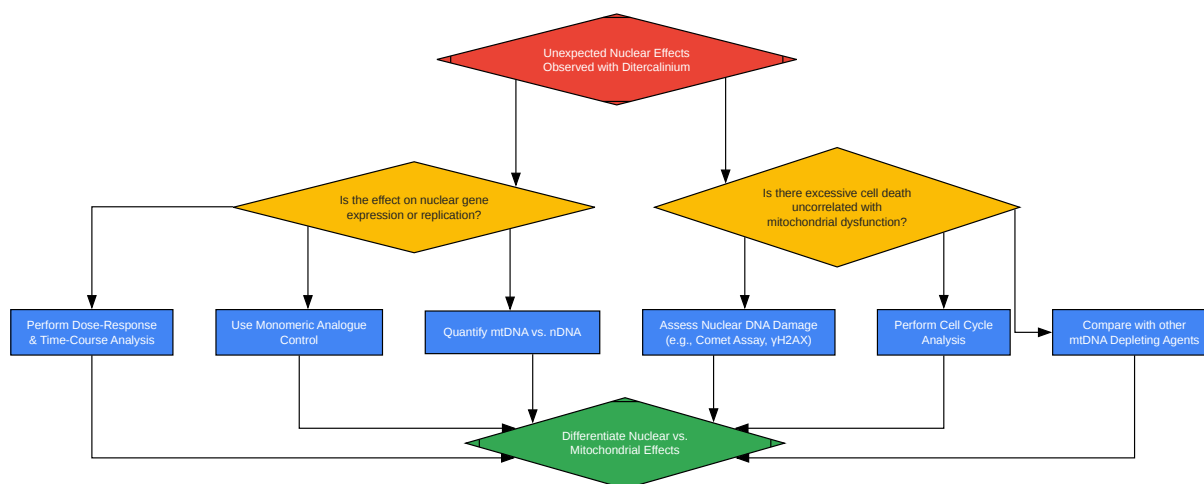 Unexpected Nuclear Effects
Observed with Ditercalinium
Is the effect on nuclear gene
expression or replication?
Is there excessive cell death
uncorrelated with
mitochondrial dysfunction?
Perform Dose-Response
& Time-Course Analysis
Use Monomeric Analogue
Control
Quantify mtDNA vs. nDNA
Assess Nuclear DNA Damage
(e.g., Comet Assay, γH2AX)
Perform Cell Cycle
Analysis
Compare with other
mtDNA Depleting Agents
Differentiate Nuclear vs.
Mitochondrial Effects